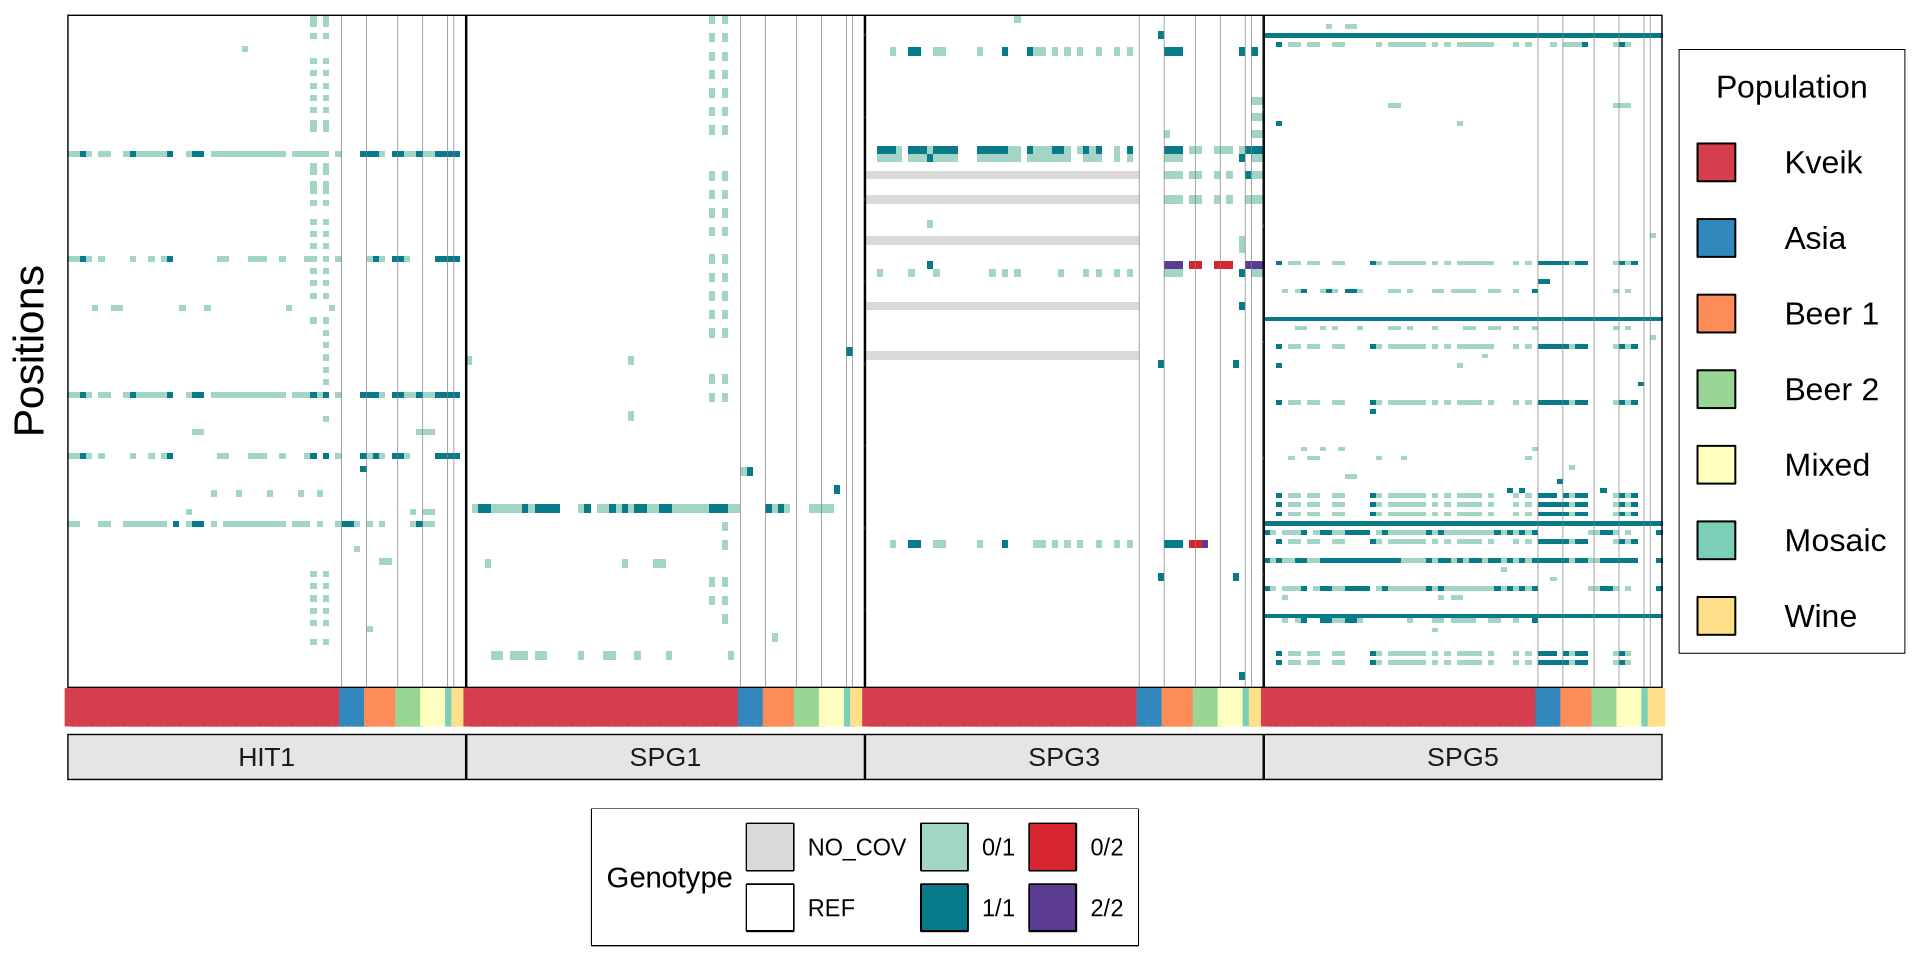 Positions
HIT1
SPG1
SPG3
SPG5
Population
Kveik
Asia
Beer 1
Beer 2
Mixed
Mosaic
Wine
Genotype
NO_COV
0/1
0/2
REF
1/1
2/2